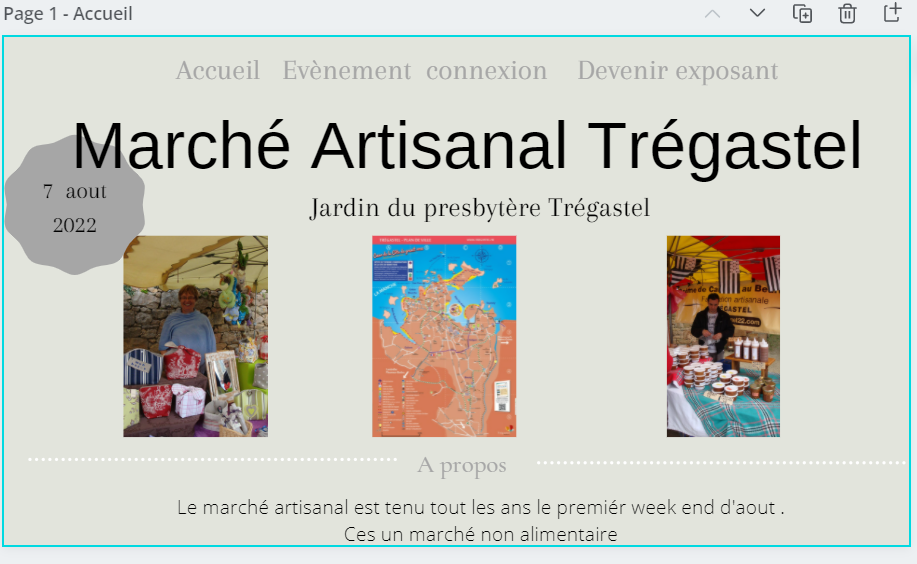 Page 1 - Accueil
Accueil Evènement connexion Devenir exposant
Marché Artisanal Trégastel
7 aout
2022
Jardin du presbytère Trégastel
A propos
Le marché artisanal est tenu tout les ans le premiér week end d'aout .
Ces un marché non alimentaire